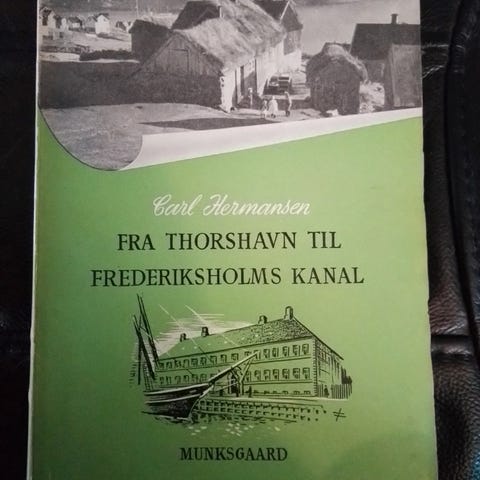 Carl Hermansen
FRA THORSHAVN TIL
FREDERIKSHOLMS KANAL
MUNKSGAARD